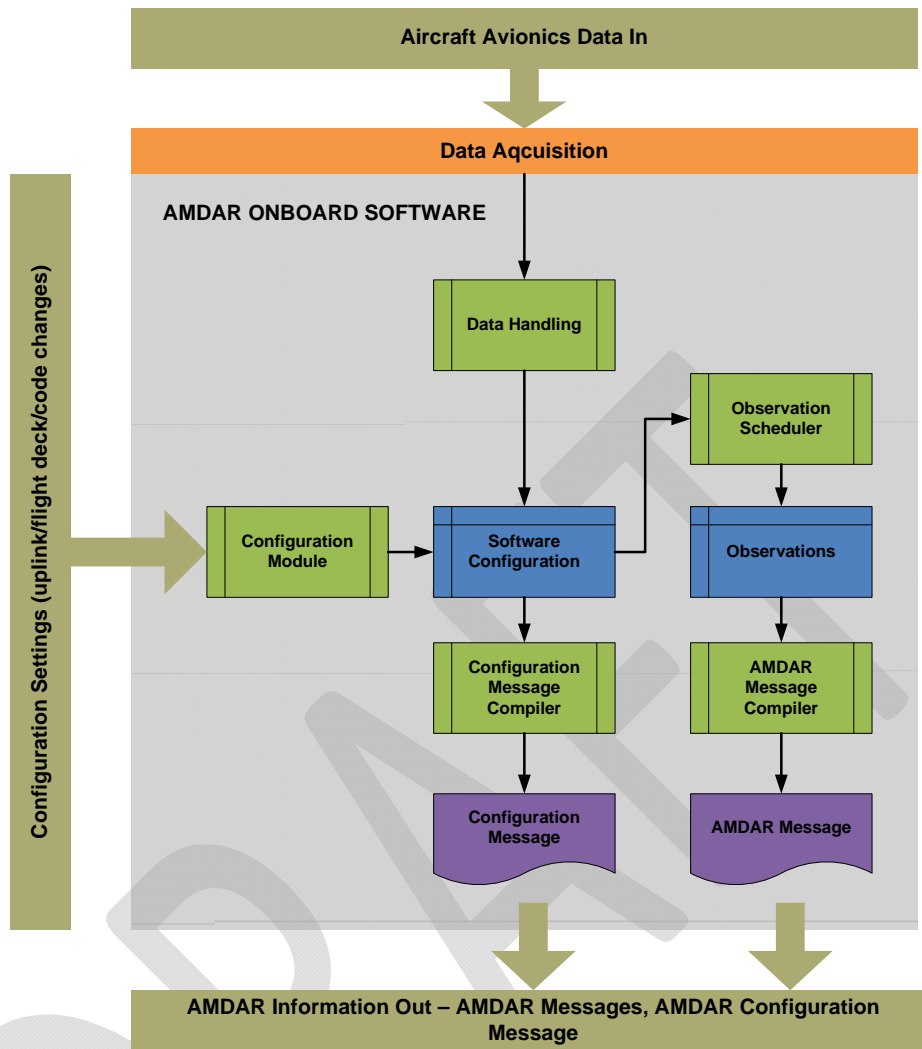 Aircraft Avionics Data In
Data Aqcuisition
AMDAR ONBOARD SOFTWARE
Configuration Settings (uplink/flight deck/code changes)
Data Handling
Observation
Scheduler
Configuration
Module
Software
Configuration
Observations
Configuration
Message
Compiler
AMDAR
Message
Compiler
Configuration
Message
AMDAR Message
AMDAR Information Out – AMDAR Messages, AMDAR Configuration
Message
DRAFT